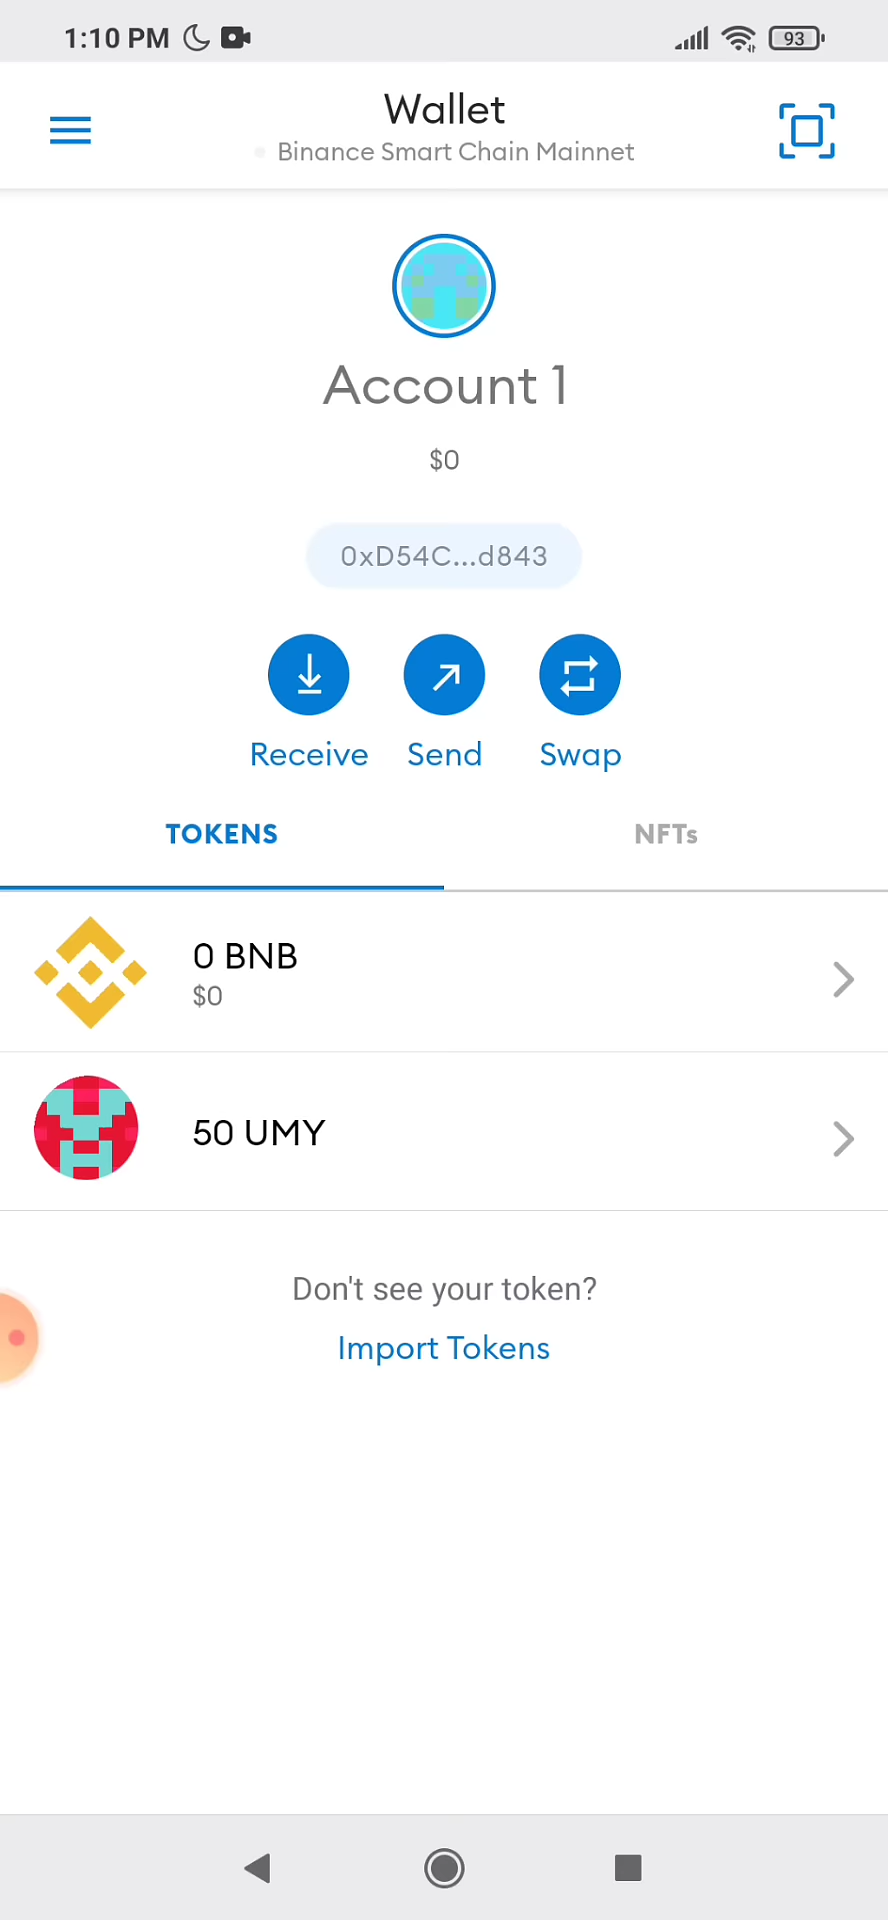 1:10 PM
93
Wallet
Binance Smart Chain Mainnet
Account 1
$0
0xD54C...d843
Receive Send Swap
TOKENS NFTs
0 BNB
$0
50 UMY
Don't see your token?
Import Tokens